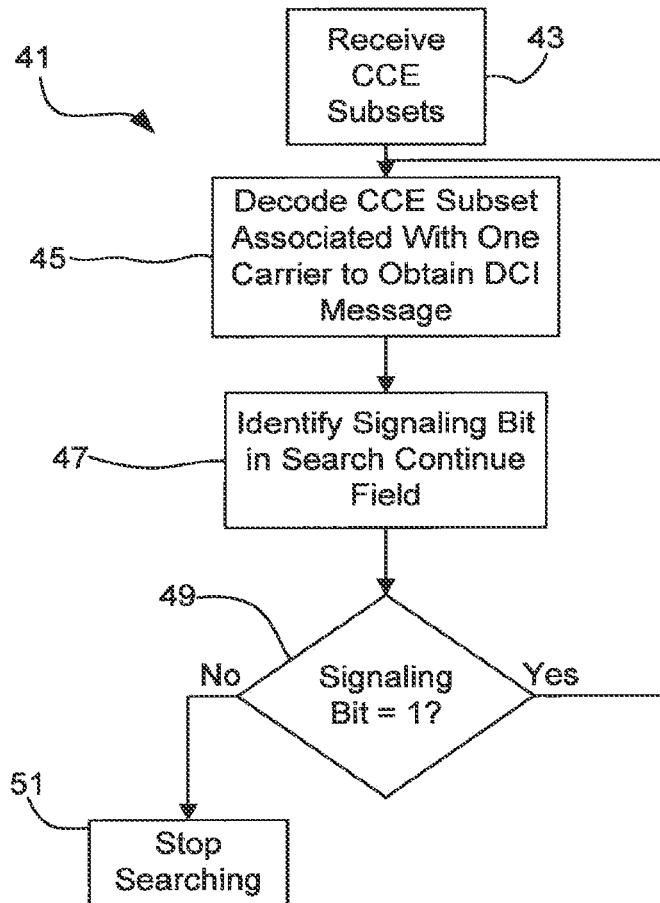 41
Receive
CCE
Subsets
43
Decode CCE Subset
Associated With One
Carrier to Obtain DCI
Message
45
Identify Signaling Bit
in Search Continue
Field
47
49
No
Signaling
Bit = 1?
Yes
51
Stop
Searching